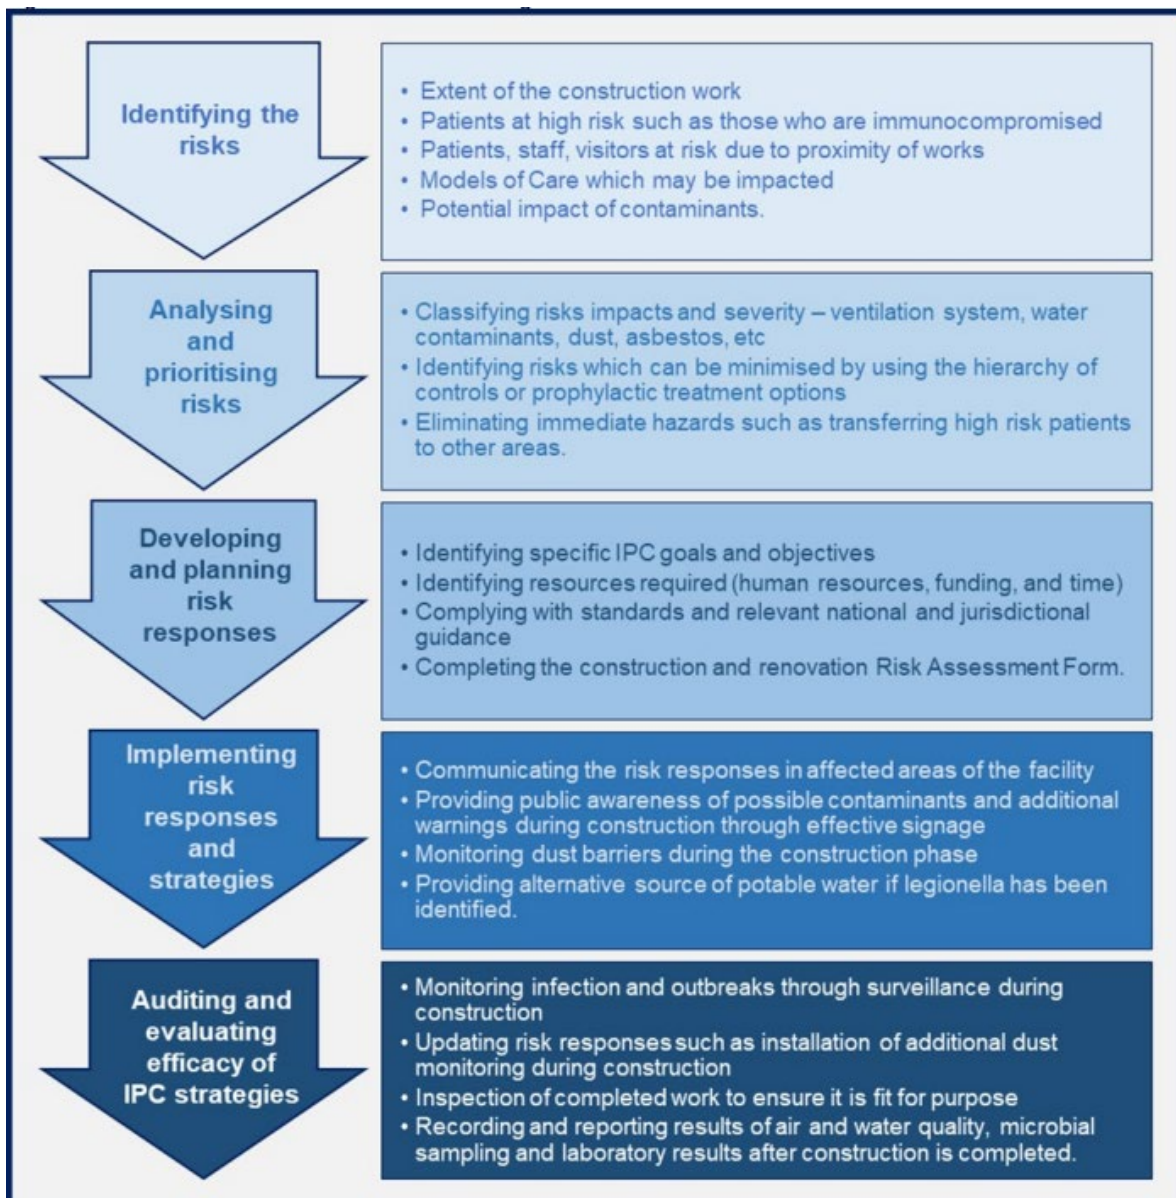 Identifying the
risks
• Extent of the construction work
• Patients at high risk such as those who are immunocompromised
• Patients, staff, visitors at risk due to proximity of works
• Models of Care which may be impacted
• Potential impact of contaminants.
Analysing
and
prioritising
risks
• Classifying risks impacts and severity – ventilation system, water
contaminants, dust, asbestos, etc
• Identifying risks which can be minimised by using the hierarchy of
controls or prophylactic treatment options
• Eliminating immediate hazards such as transferring high risk patients
to other areas.
Developing
and planning
risk
responses
• Identifying specific IPC goals and objectives
• Identifying resources required (human resources, funding, and time)
• Complying with standards and relevant national and jurisdictional
guidance
• Completing the construction and renovation Risk Assessment Form.
Implementing
risk
responses
and
strategies
• Communicating the risk responses in affected areas of the facility
• Providing public awareness of possible contaminants and additional
warnings during construction through effective signage
• Monitoring dust barriers during the construction phase
• Providing alternative source of potable water if legionella has been
identified.
Auditing and
evaluating
efficacy of
IPC strategies
• Monitoring infection and outbreaks through surveillance during
construction
• Updating risk responses such as installation of additional dust
monitoring during construction
• Inspection of completed work to ensure it is fit for purpose
• Recording and reporting results of air and water quality, microbial
sampling and laboratory results after construction is completed.